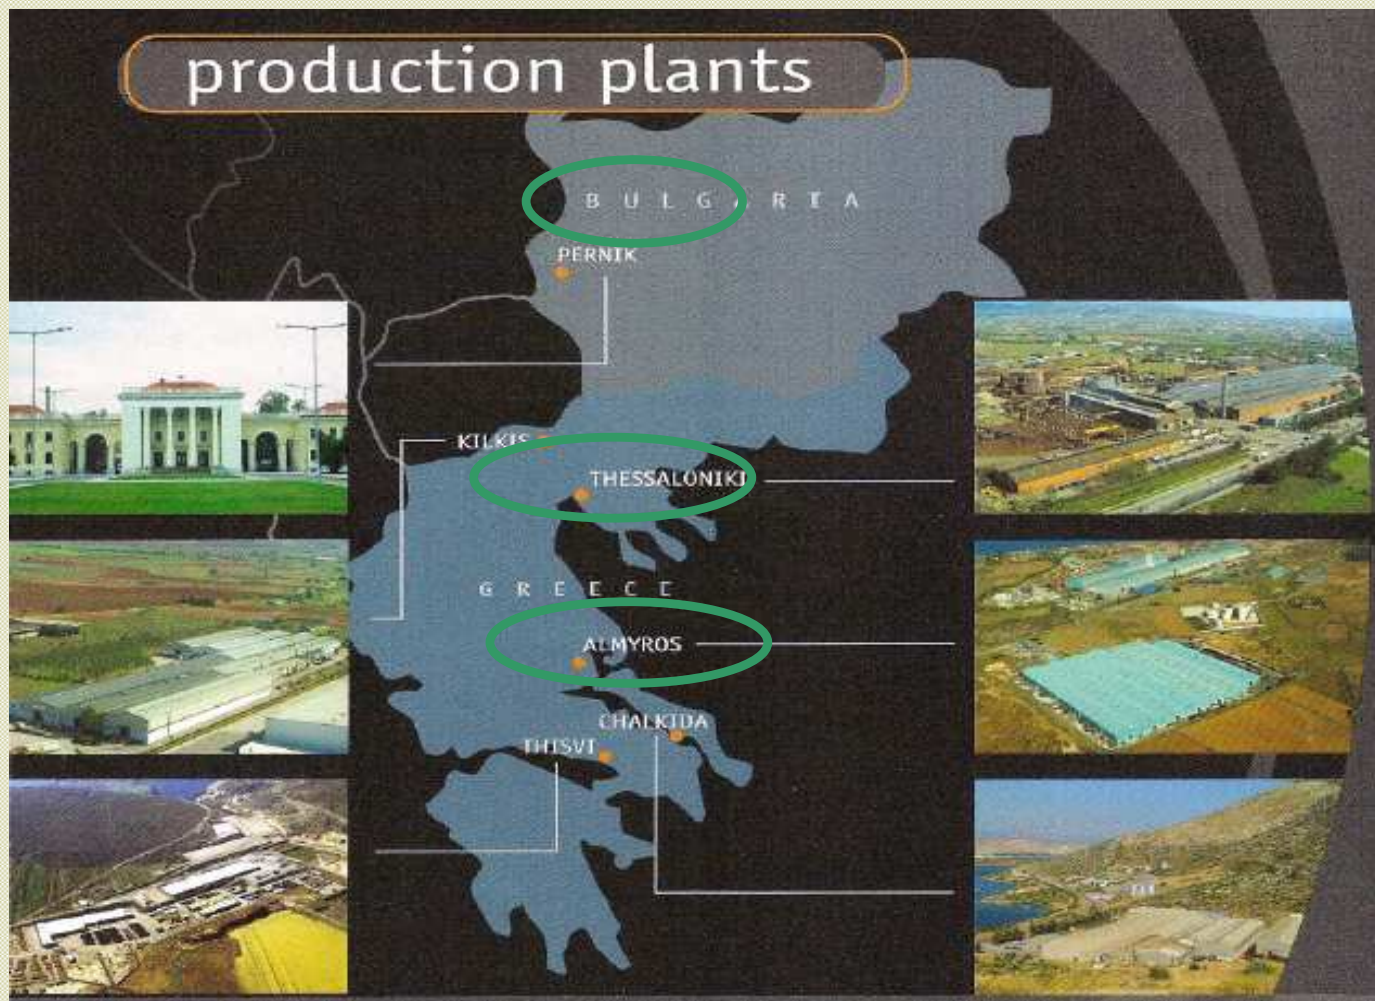 production plants
BULGARIA
PERNIK
KILKIS
THESSALONIKI
GREECE
ALMYROS
CHALKIDA
THISVI